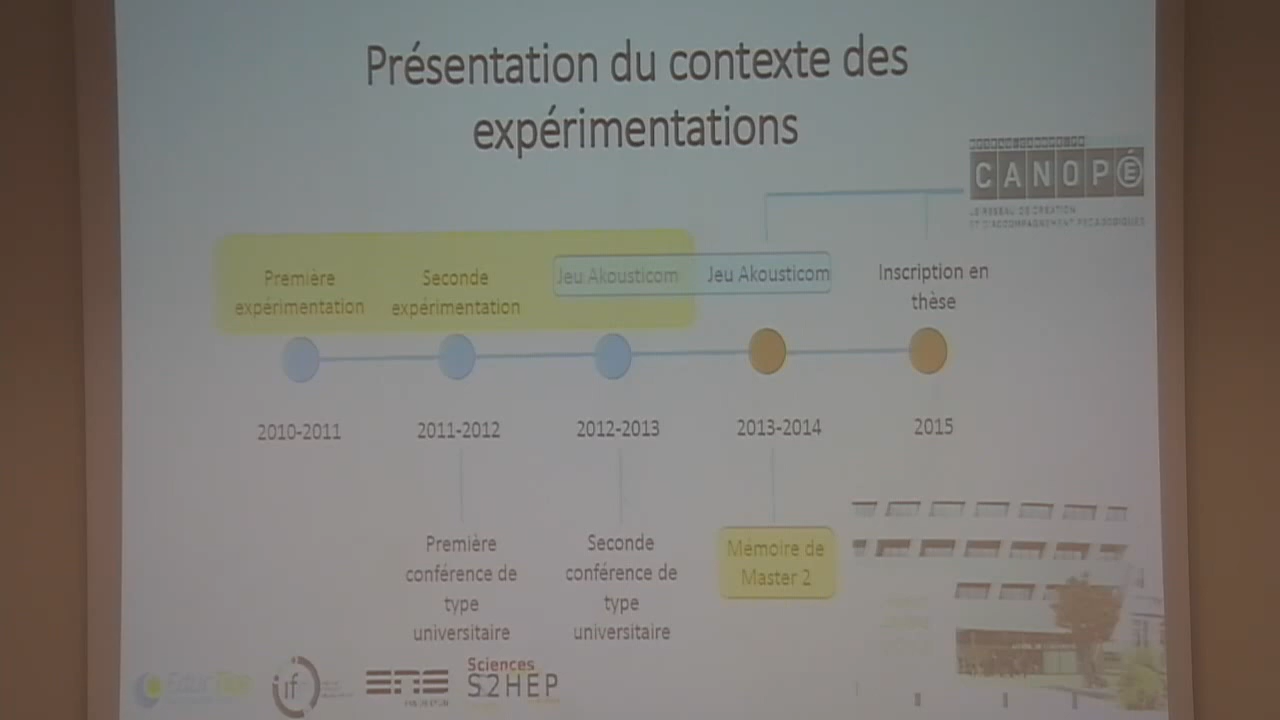 Présentation du contexte des
expérimentations
CANOPÉ
LE RÉSEAU DE CRÉATION
ET D'ACCOMPAGNEMENT PÉDAGOGIQUES
Première
expérimentation
Seconde
expérimentation
Jeu Akousticom
Jeu Akousticom
Inscription en
thèse
2010-2011
2011-2012
2012-2013
2013-2014
2015
Première
conférence de
type
universitaire
Seconde
conférence de
type
universitaire
Mémoire de
Master 2
if
ENS
Sciences
S2HEP